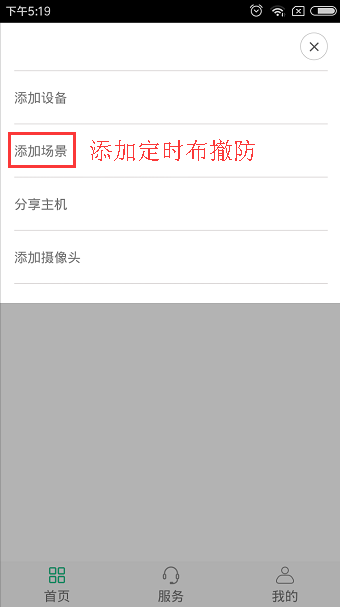 下午5:19
添加设备
添加场景 添加定时布撤防
分享主机
添加摄像头
首页 服务 我的